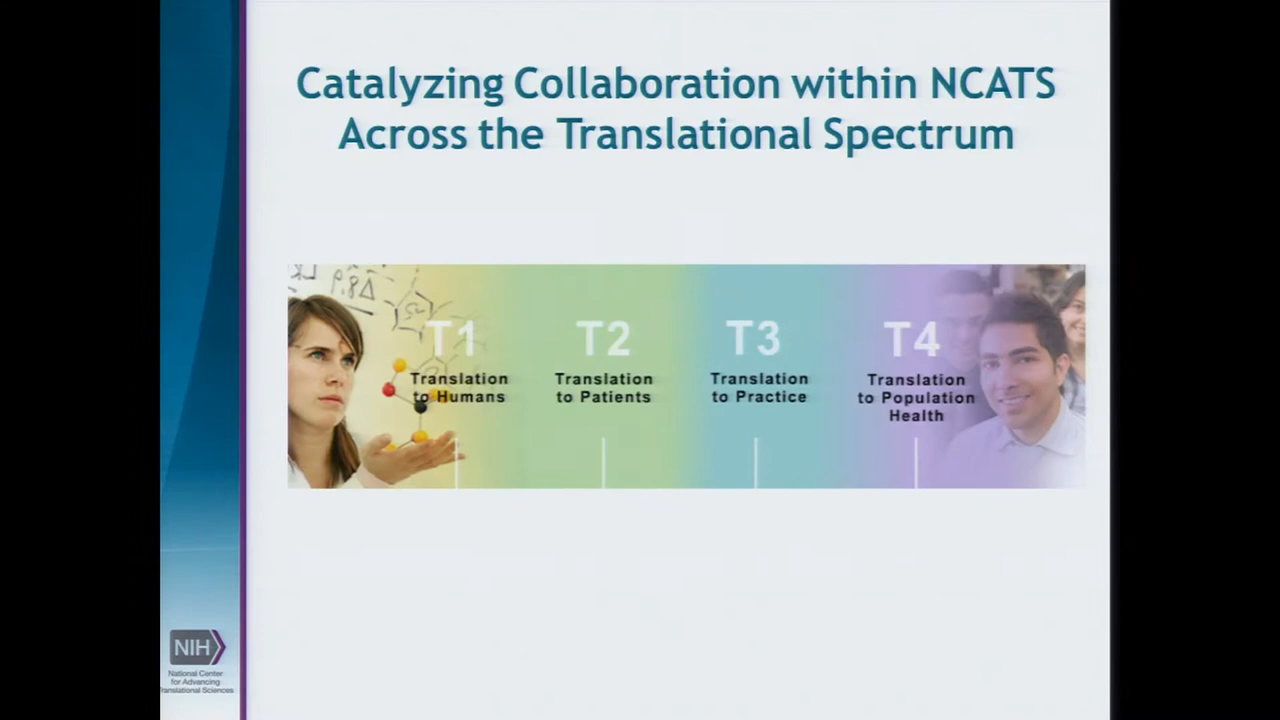 Catalyzing Collaboration within NCATS
Across the Translational Spectrum
T1
Translation
to Humans
T2
Translation
to Patients
T3
Translation
to Practice
T4
Translation
to Population
Health
NIH
National Center
for Advancing
Translational Sciences